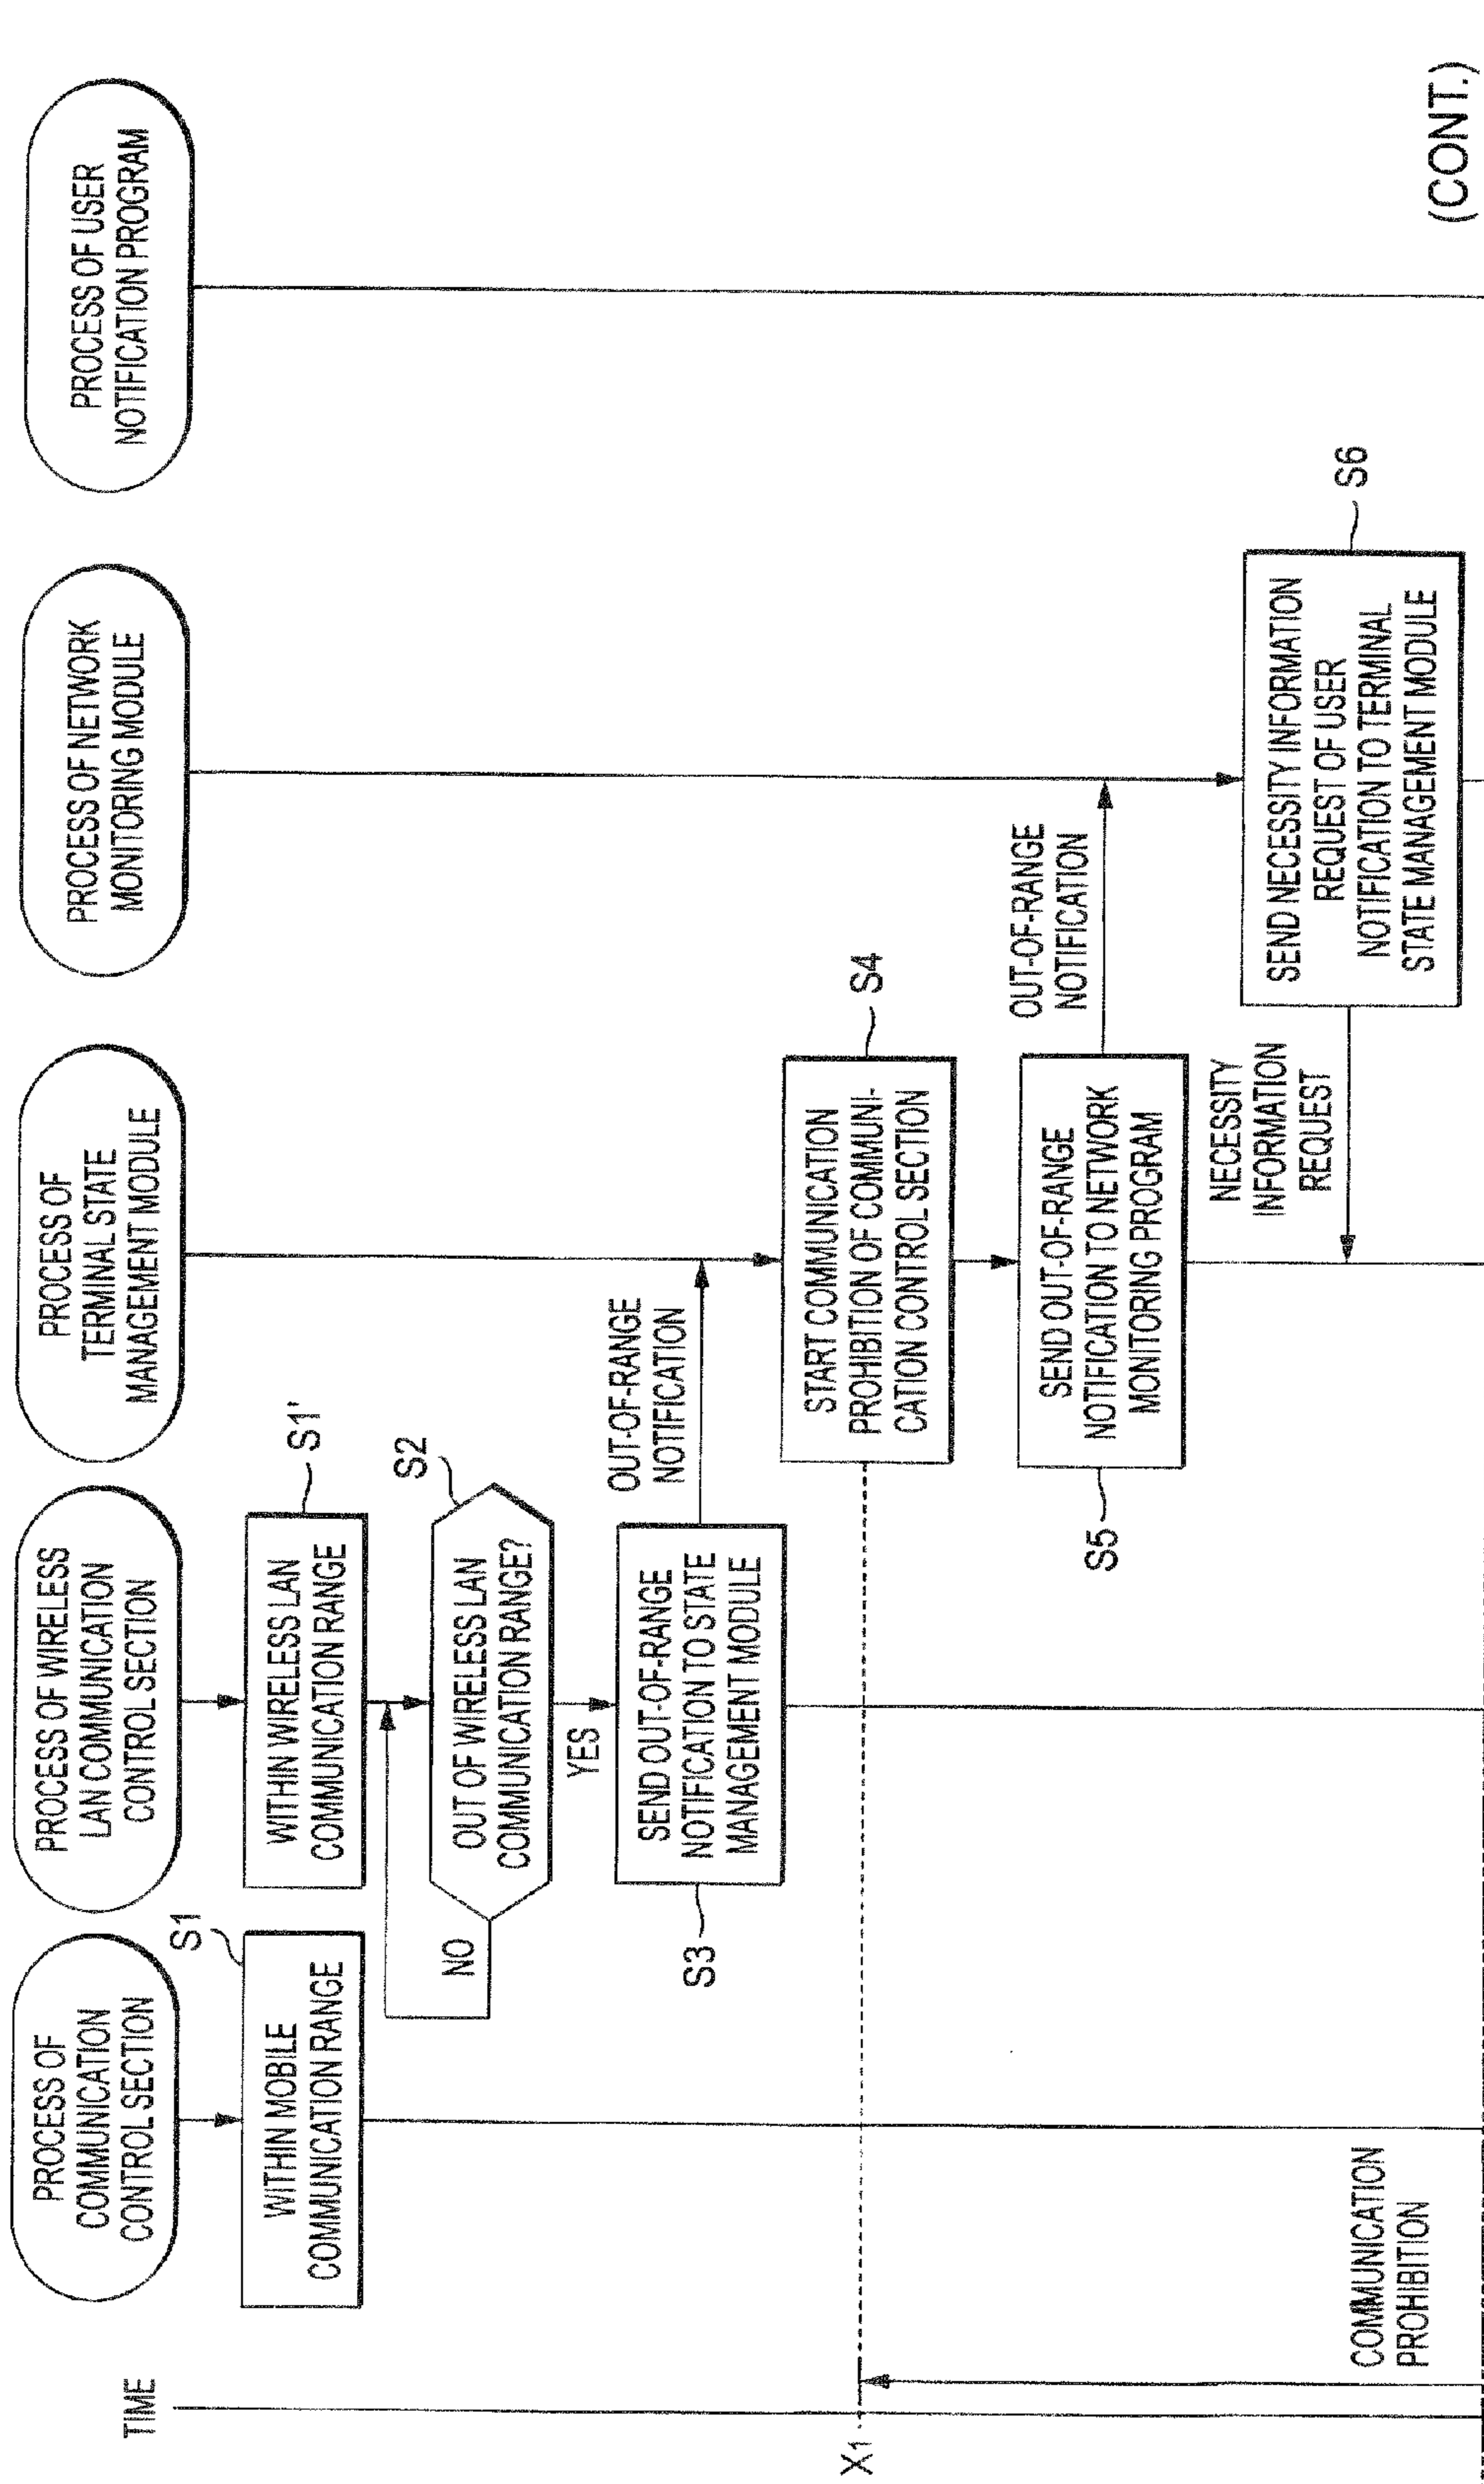 TIME
PROCESS OF
COMMUNICATION
CONTROL SECTION
PROCESS OF WIRELESS
LAN COMMUNICATION
CONTROL SECTION
PROCESS OF
TERMINAL STATE
MANAGEMENT MODULE
PROCESS OF NETWORK
MONITORING MODULE
PROCESS OF USER
NOTIFICATION PROGRAM
S1
WITHIN MOBILE
COMMUNICATION RANGE
S1'
WITHIN WIRELESS LAN
COMMUNICATION RANGE
S2
OUT OF WIRELESS LAN
COMMUNICATION RANGE?
NO
YES
S3
SEND OUT-OF-RANGE
NOTIFICATION TO STATE
MANAGEMENT MODULE
OUT-OF-RANGE
NOTIFICATION
X1
S4
START COMMUNICATION
PROHIBITION OF COMMUNI-
CATION CONTROL SECTION
S5
SEND OUT-OF-RANGE
NOTIFICATION TO NETWORK
MONITORING PROGRAM
OUT-OF-RANGE
NOTIFICATION
S6
SEND NECESSITY INFORMATION
REQUEST OF USER
NOTIFICATION TO TERMINAL
STATE MANAGEMENT MODULE
NECESSITY
INFORMATION
REQUEST
COMMUNICATION
PROHIBITION
(CONT.)